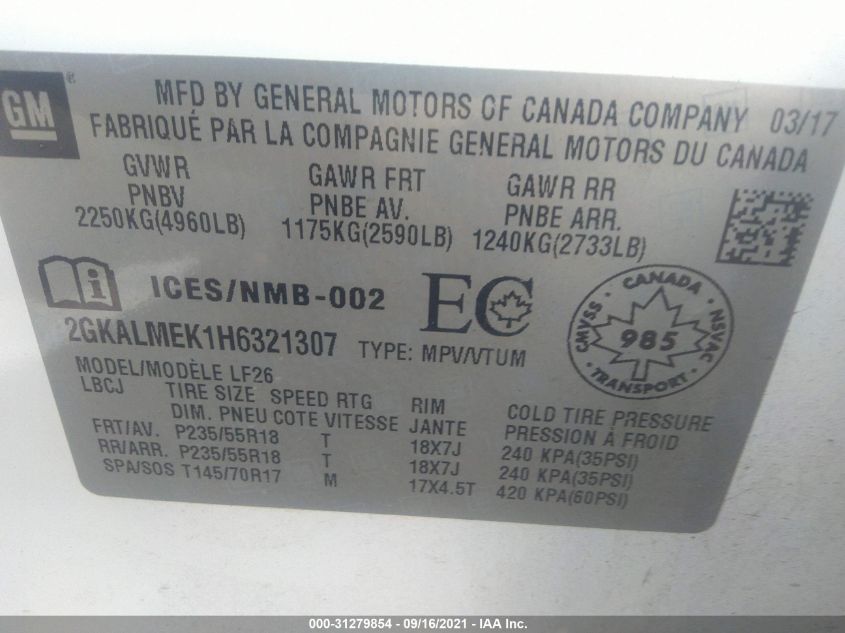 GM ®
MFD BY GENERAL MOTORS OF CANADA COMPANY 03/17
FABRIQUÉ PAR LA COMPAGNIE GENERAL MOTORS DU CANADA
GVWR GAWR FRT GAWR RR
PNBV PNBE AV. PNBE ARR.
2250KG(4960LB) 1175KG(2590LB) 1240KG(2733LB)
i ICES/NMB-002 EC
CANADA
CMVSS 985 NSVAC
TRANSPORT
2GKALMEK1H6321307 TYPE: MPV/VTUM
MODEL/MODÈLE LF26
LBCJ TIRE SIZE SPEED RTG RIM COLD TIRE PRESSURE
DIM. PNEU COTE VITESSE JANTE PRESSION À FROID
FRT/AV. P235/55R18 T 18X7J 240 KPA(35PSI)
RR/ARR. P235/55R18 T 18X7J 240 KPA(35PSI)
SPA/SOS T145/70R17 M 17X4.5T 420 KPA(60PSI)
000-31279854 - 09/16/2021 - IAA Inc.